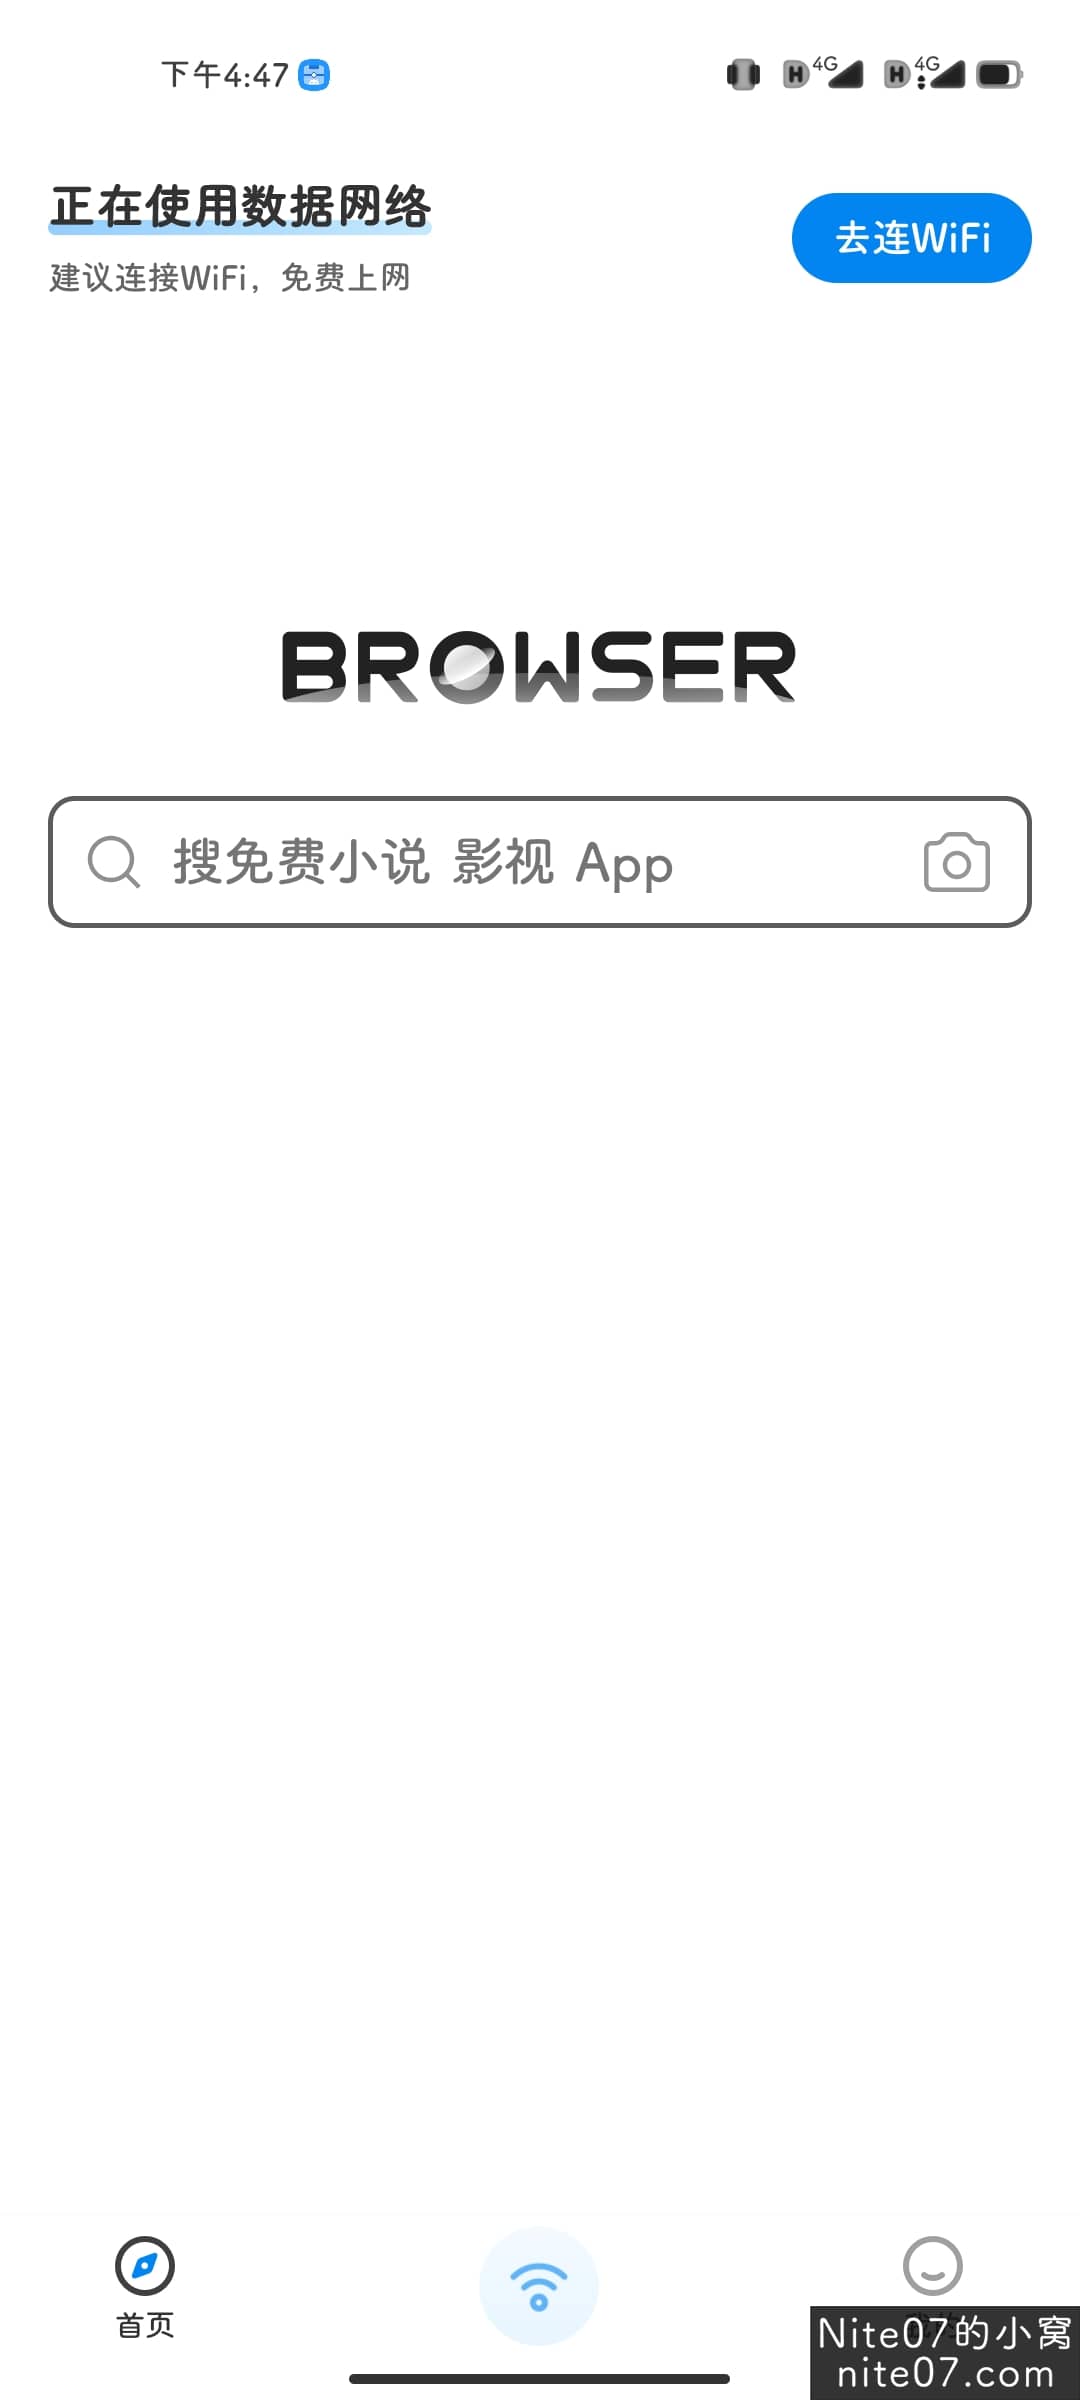 下午4:47
4G
4G
正在使用数据网络
去连WiFi
建议连接WiFi，免费上网
BROWSER
搜免费小说 影视 App
首页
Nite07的小窝
nite07.com